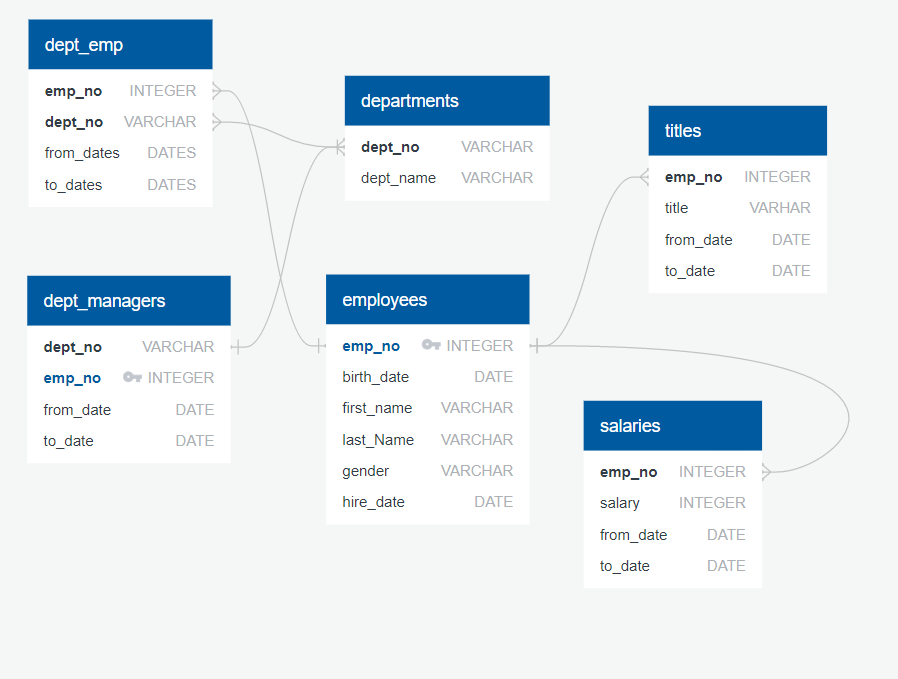 dept_emp
emp_no INTEGER
dept_no VARCHAR
from_dates DATES
to_dates DATES
departments
dept_no VARCHAR
dept_name VARCHAR
titles
emp_no INTEGER
title VARHAR
from_date DATE
to_date DATE
dept_managers
dept_no VARCHAR
emp_no INTEGER
from_date DATE
to_date DATE
employees
emp_no INTEGER
birth_date DATE
first_name VARCHAR
last_Name VARCHAR
gender VARCHAR
hire_date DATE
salaries
emp_no INTEGER
salary INTEGER
from_date DATE
to_date DATE